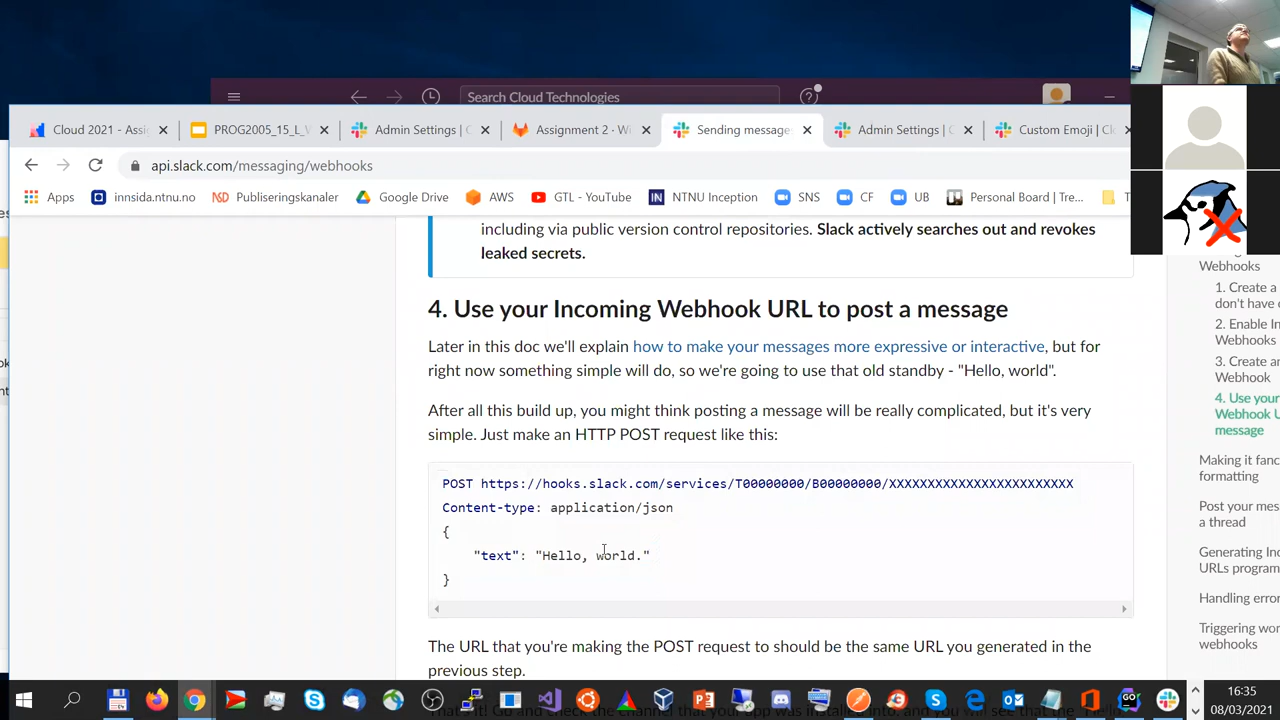 Search Cloud Technologies
Cloud 2021 - Assi
PROG2005_15_L_
Admin Settings | C
Assignment 2 · Wi
Sending message
Admin Settings | C
Custom Emoji | Cl
api.slack.com/messaging/webhooks
Apps
innsida.ntnu.no
Publiseringskanaler
Google Drive
AWS
GTL - YouTube
NTNU Inception
SNS
CF
UB
Personal Board | Tre...
including via public version control repositories. Slack actively searches out and revokes
leaked secrets.
4. Use your Incoming Webhook URL to post a message
Later in this doc we'll explain how to make your messages more expressive or interactive, but for
right now something simple will do, so we're going to use that old standby - "Hello, world".
After all this build up, you might think posting a message will be really complicated, but it's very
simple. Just make an HTTP POST request like this:
POST https://hooks.slack.com/services/T00000000/B00000000/XXXXXXXXXXXXXXXXXXXXXXXX
Content-type: application/json
{
"text": "Hello, world."
}
The URL that you're making the POST request to should be the same URL you generated in the
previous step.
Webhooks
1. Create a
don't have
2. Enable In
Webhooks
3. Create an
Webhook
4. Use your
Webhook U
message
Making it fanc
formatting
Post your mes
a thread
Generating Inc
URLs program
Handling error
Triggering wor
webhooks
16:35
08/03/2021